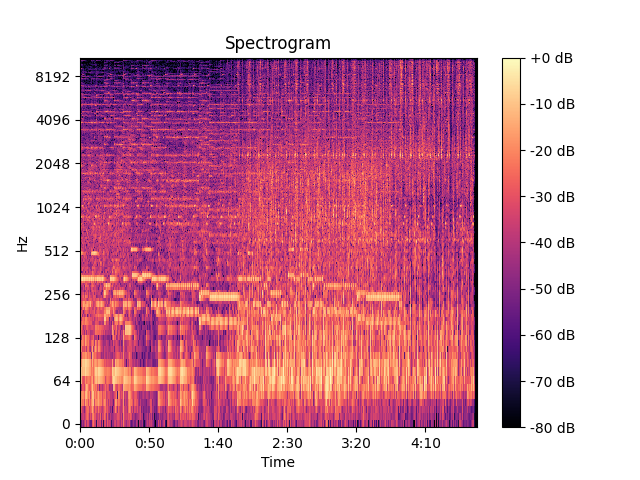 Spectrogram
Hz
8192
4096
2048
1024
512
256
128
64
0
0:00 0:50 1:40 2:30 3:20 4:10
Time
+0 dB
-10 dB
-20 dB
-30 dB
-40 dB
-50 dB
-60 dB
-70 dB
-80 dB